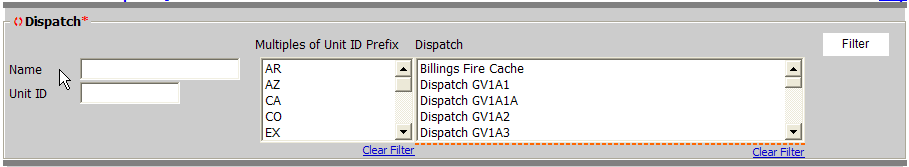 Dispatch*
Multiples of Unit ID Prefix Dispatch Filter
Name AR Billings Fire Cache
AZ Dispatch GV1A1
Unit ID CA Dispatch GV1A1A
CO Dispatch GV1A2
EX Dispatch GV1A3
Clear Filter Clear Filter